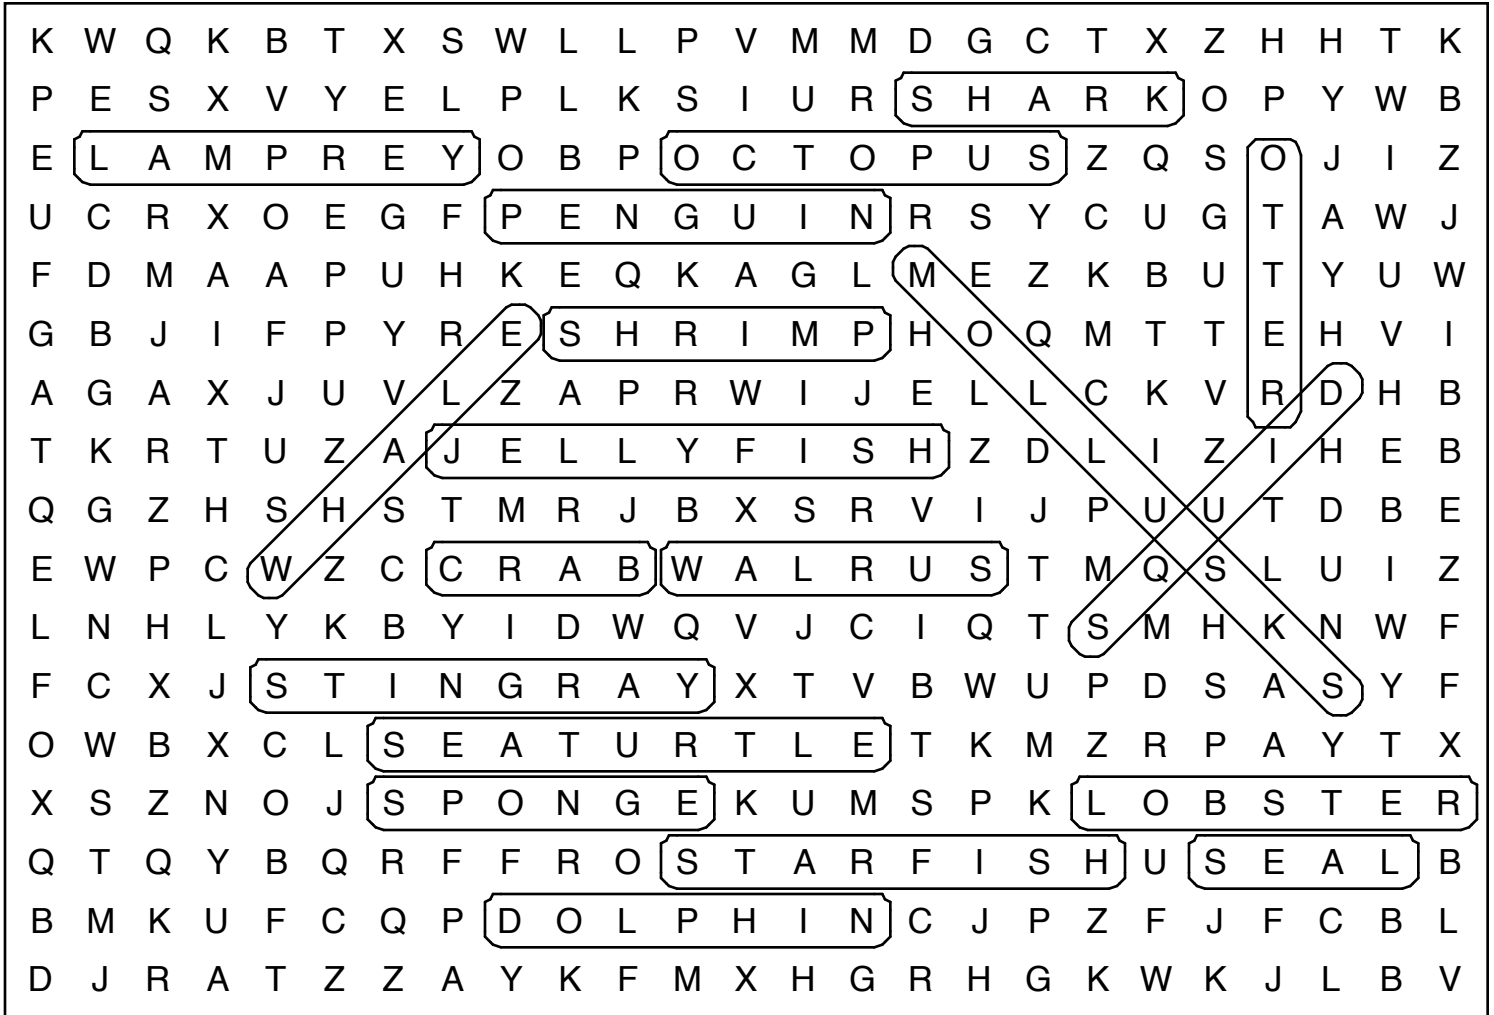 K W Q K B T X S W L L P V M M D G C T X Z H H T K
P E S X V Y E L P L K S I U R S H A R K O P Y W B
E L A M P R E Y O B P O C T O P U S Z Q S O J I Z
U C R X O E G F P E N G U I N R S Y C U G T A W J
F D M A A P U H K E Q K A G L M E Z K B U T Y U W
G B J I F P Y R E S H R I M P H O Q M T T E H V I
A G A X J U V L Z A P R W I J E L L C K V R D H B
T K R T U Z A J E L L Y F I S H Z D L I Z I H E B
Q G Z H S H S T M R J B X S R V I J P U U T D B E
E W P C W Z C C R A B W A L R U S T M Q S L U I Z
L N H L Y K B Y I D W Q V J C I Q T S M H K N W F
F C X J S T I N G R A Y X T V B W U P D S A S Y F
O W B X C L S E A T U R T L E T K M Z R P A Y T X
X S Z N O J S P O N G E K U M S P K L O B S T E R
Q T Q Y B Q R F F R O S T A R F I S H U S E A L B
B M K U F C Q P D O L P H I N C J P Z F J F C B L
D J R A T Z Z A Y K F M X H G R H G K W K J L B V